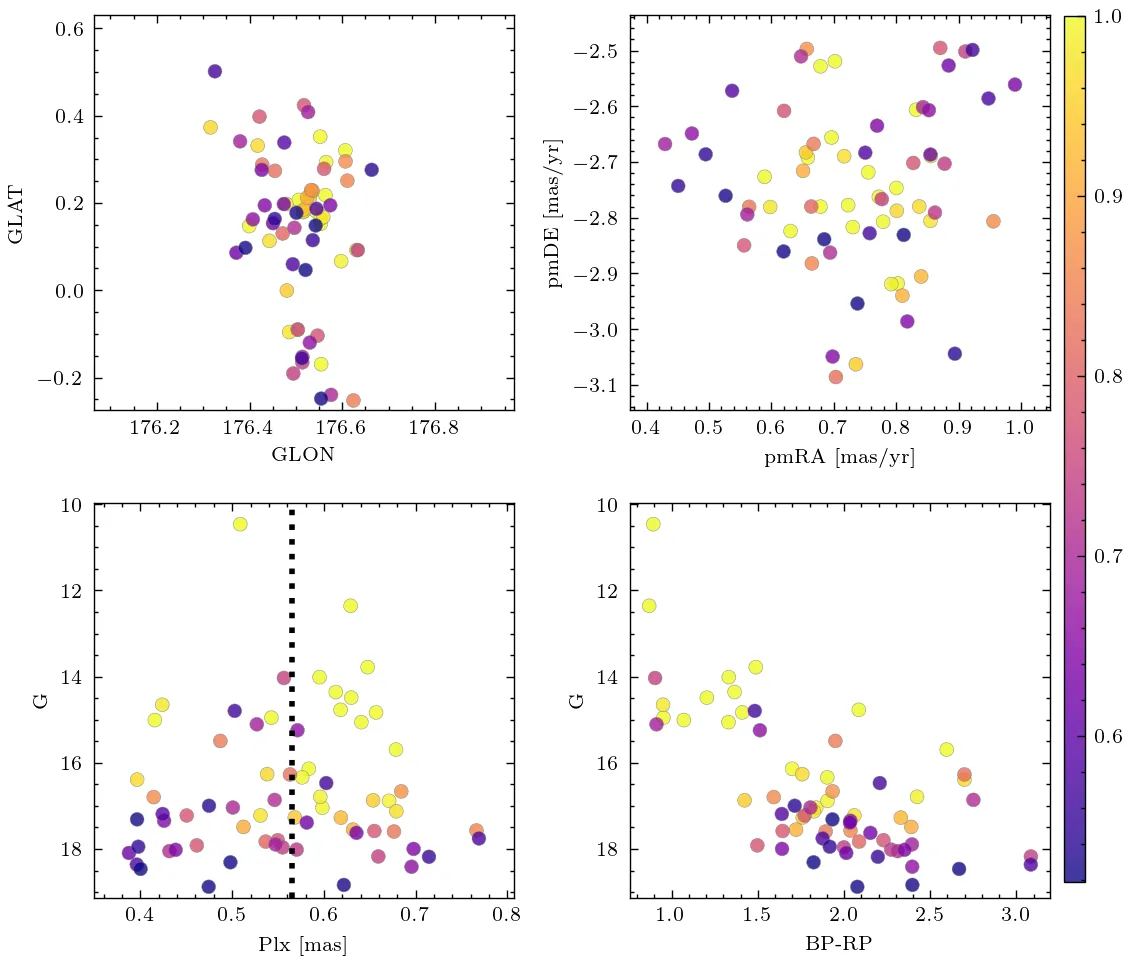 0.6
0.4
0.2
0.0
−0.2
GLAT
176.2 176.4 176.6 176.8
GLON
−2.5
−2.6
−2.7
−2.8
−2.9
−3.0
−3.1
pmDE [mas/yr]
0.4 0.5 0.6 0.7 0.8 0.9 1.0
pmRA [mas/yr]
1.0
0.9
0.8
0.7
0.6
10
12
14
16
18
G
0.4 0.5 0.6 0.7 0.8
Plx [mas]
10
12
14
16
18
G
1.0 1.5 2.0 2.5 3.0
BP-RP